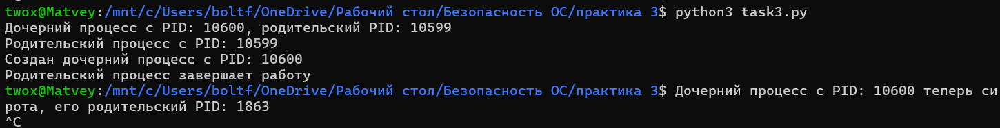 twox@Matvey:/mnt/c/Users/boltf/OneDrive/Рабочий стол/Безопасность ОС/практика 3$ python3 task3.py
Дочерний процесс с PID: 10600, родительский PID: 10599
Родительский процесс с PID: 10599
Создан дочерний процесс с PID: 10600
Родительский процесс завершает работу
twox@Matvey:/mnt/c/Users/boltf/OneDrive/Рабочий стол/Безопасность ОС/практика 3$ Дочерний процесс с PID: 10600 теперь си
рота, его родительский PID: 1863
^C